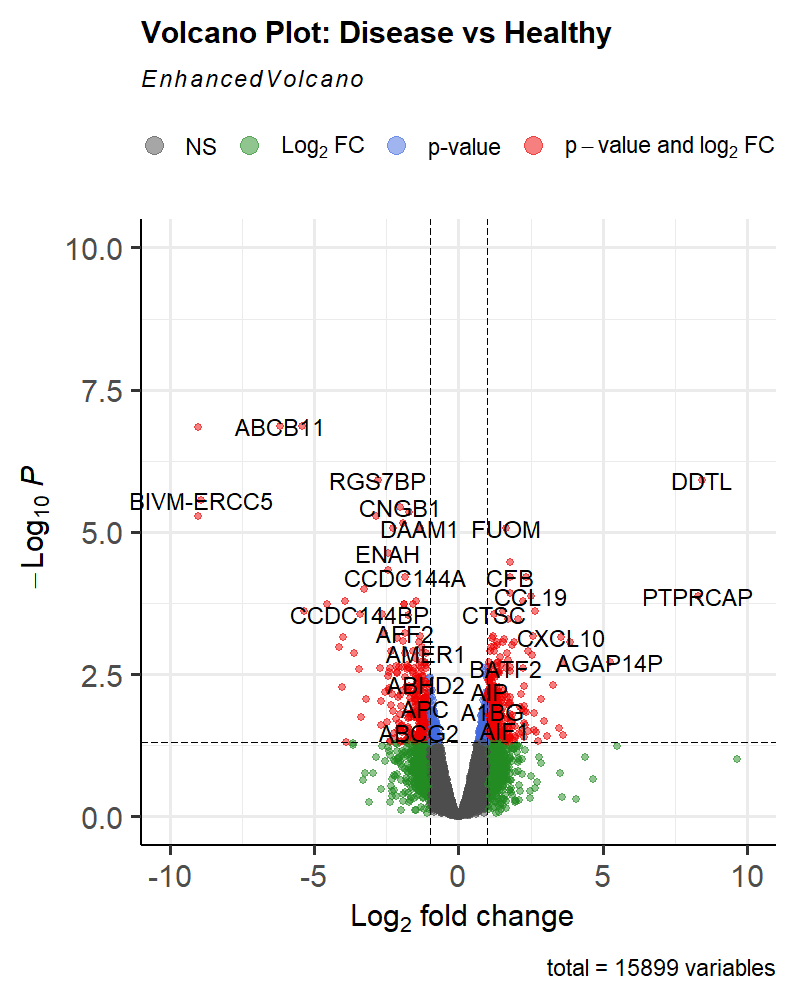 Volcano Plot: Disease vs Healthy
EnhancedVolcano
NS Log2 FC p-value p−value and log2 FC
10.0
7.5
5.0
2.5
0.0
−Log10 P
ABCB11
RGS7BP
DDTL
BIVM-ERCC5
CNGB1
DAAM1
FUOM
ENAH
CCDC144A
CFB
CCL19
PTPRCAP
CCDC144BP
CTSC
AFF2
CXCL10
AMER1
AGAP14P
BATF2
ABHD2
AIP
APC
A1BG
ABCG2
AIF1
-10 -5 0 5 10
Log2 fold change
total = 15899 variables